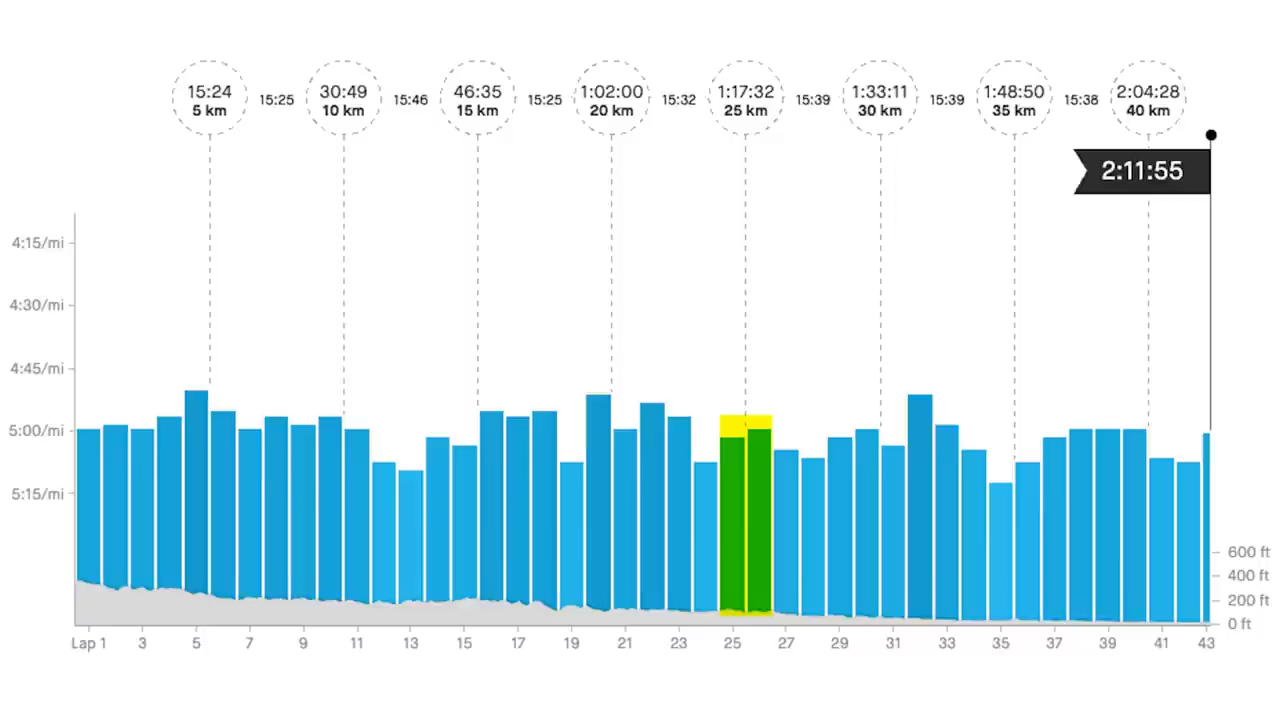 15:24
5 km
15:25
30:49
10 km
15:46
46:35
15 km
15:25
1:02:00
20 km
15:32
1:17:32
25 km
15:39
1:33:11
30 km
15:39
1:48:50
35 km
15:38
2:04:28
40 km
2:11:55
4:15/mi
4:30/mi
4:45/mi
5:00/mi
5:15/mi
600 ft
400 ft
200 ft
0 ft
Lap 1 3 5 7 9 11 13 15 17 19 21 23 25 27 29 31 33 35 37 39 41 43